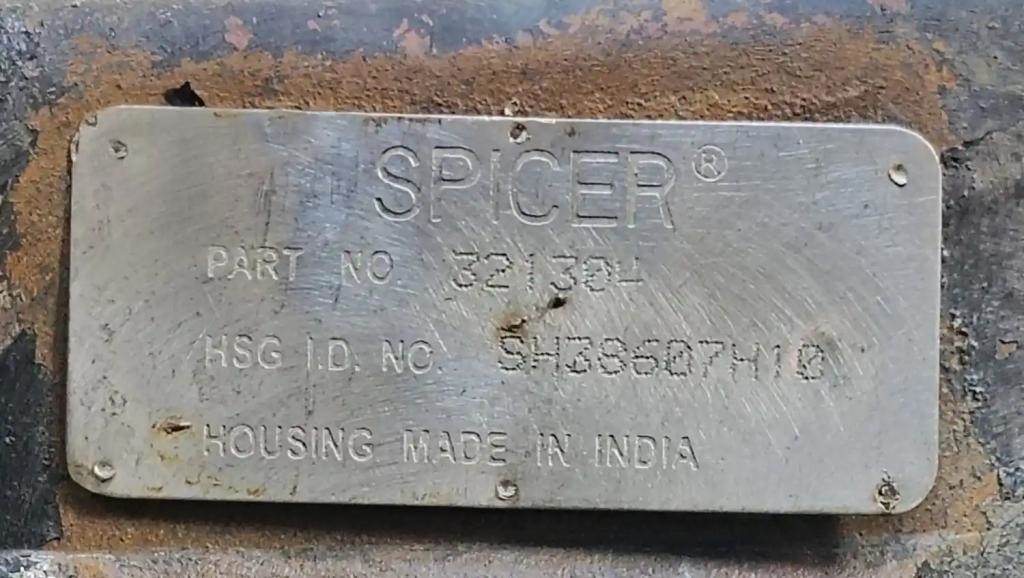 SPICER®
PART NO. 321304
HSG I.D. NO. SH38607H10
HOUSING MADE IN INDIA